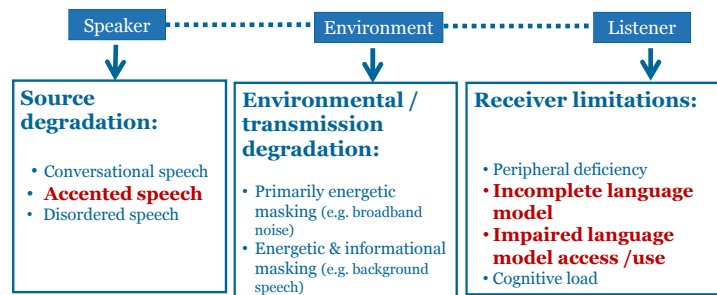 Speaker
Environment
Listener
Source
degradation:
• Conversational speech
• Accented speech
• Disordered speech
Environmental /
transmission
degradation:
• Primarily energetic
masking (e.g. broadband
noise)
• Energetic & informational
masking (e.g. background
speech)
Receiver limitations:
• Peripheral deficiency
• Incomplete language
model
• Impaired language
model access /use
• Cognitive load